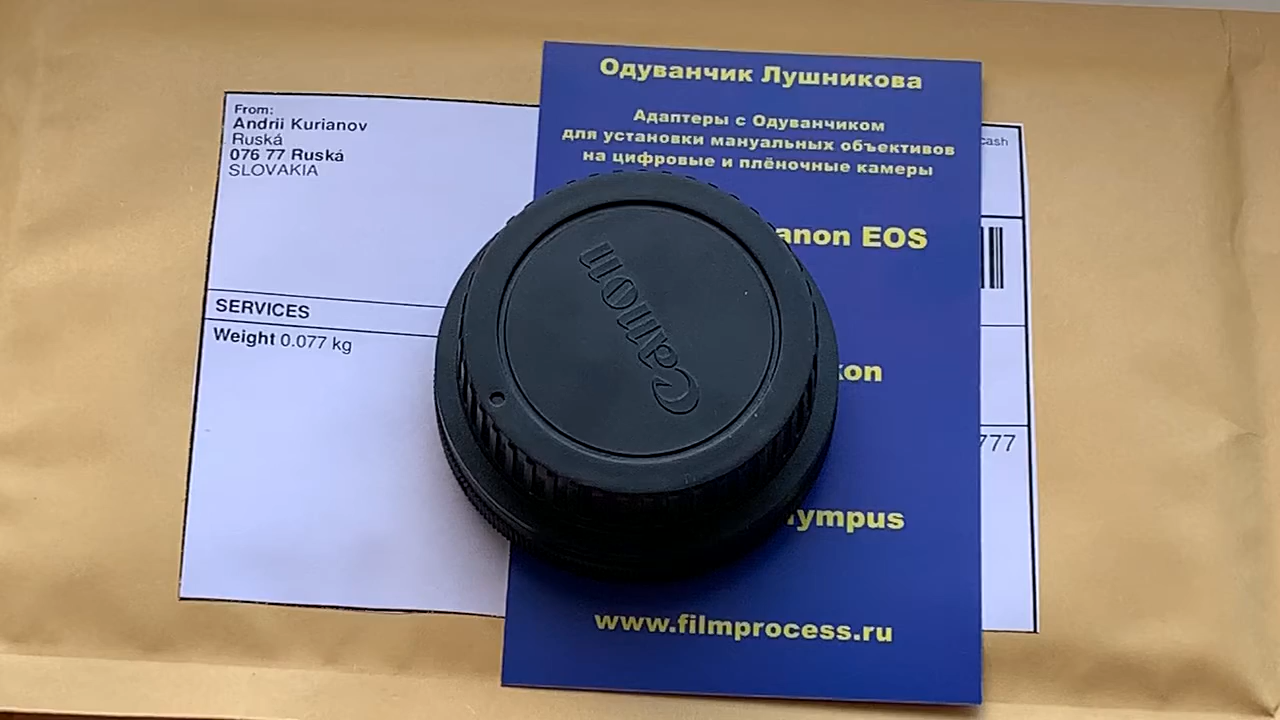 From:
Andrii Kurianov
Ruská
076 77 Ruská
SLOVAKIA
SERVICES
Weight 0.077 kg
Одуванчик Лушникова
Адаптеры с Одуванчиком
для установки мануальных объективов
на цифровые и плёночные камеры
anon EOS
kon
lympus
www.filmprocess.ru
Canon
cash
777